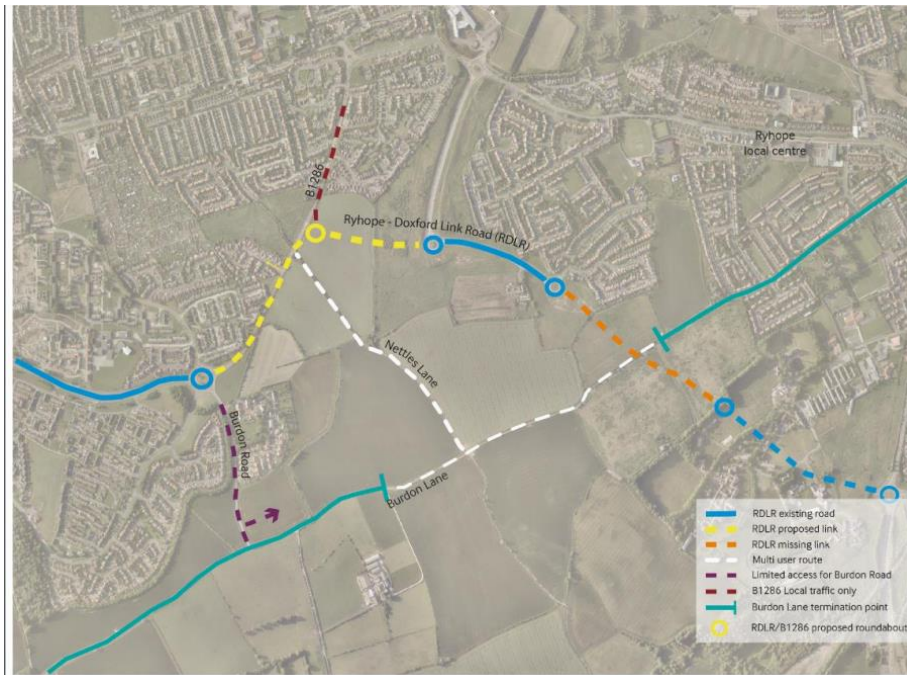 Ryhope
local centre
B1286
Ryhope - Doxford Link Road (RDLR)
Nettles Lane
Burdon Road
Burdon Lane
RDLR existing road
RDLR proposed link
RDLR missing link
Multi user route
Limited access for Burdon Road
B1286 Local traffic only
Burdon Lane termination point
RDLR/B1286 proposed roundabout